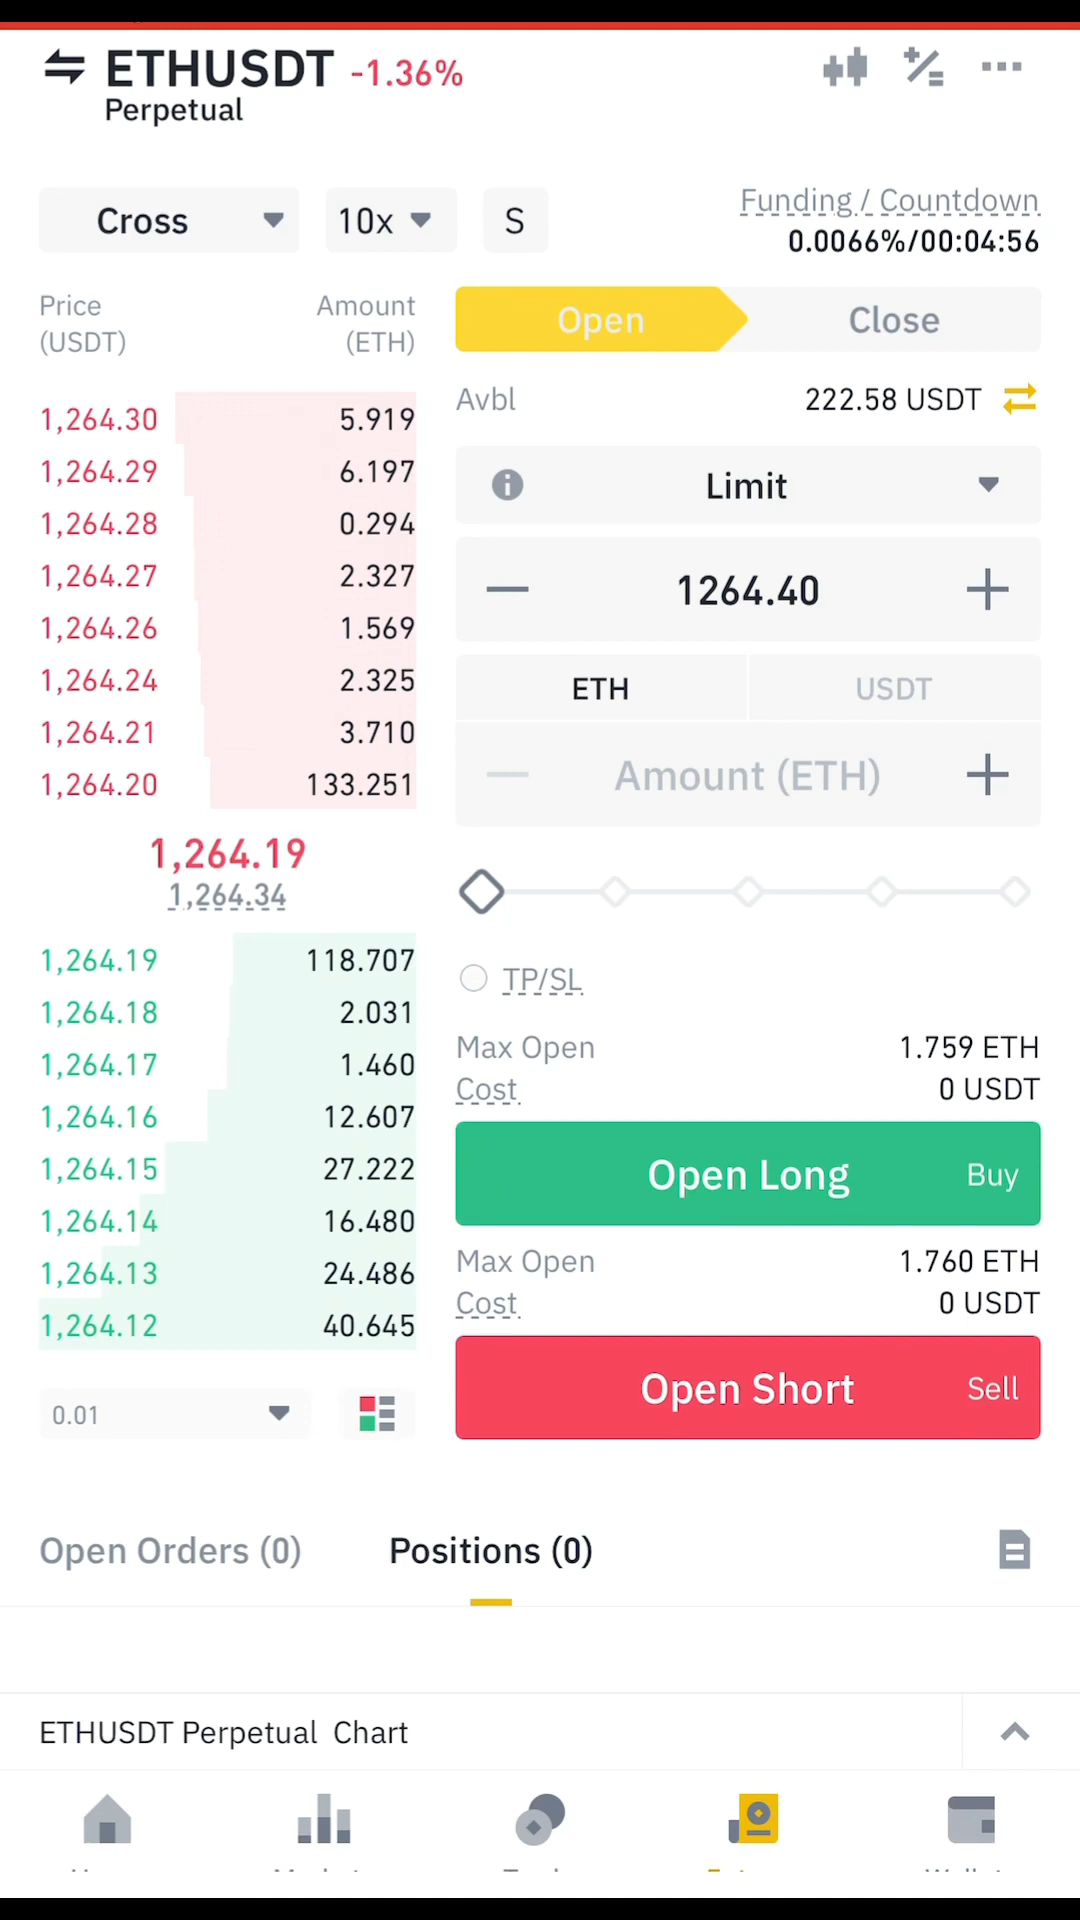 ETHUSDT -1.36%
Perpetual
Cross 10x S
Funding / Countdown
0.0066%/00:04:56
Price
(USDT)
Amount
(ETH)
Open
Close
Avbl
222.58 USDT
1,264.30 5.919
1,264.29 6.197
1,264.28 0.294
1,264.27 2.327
1,264.26 1.569
1,264.24 2.325
1,264.21 3.710
1,264.20 133.251
1,264.19
1,264.34
1,264.19 118.707
1,264.18 2.031
1,264.17 1.460
1,264.16 12.607
1,264.15 27.222
1,264.14 16.480
1,264.13 24.486
1,264.12 40.645
0.01
Limit
1264.40
ETH USDT
Amount (ETH)
TP/SL
Max Open 1.759 ETH
Cost 0 USDT
Open Long Buy
Max Open 1.760 ETH
Cost 0 USDT
Open Short Sell
Open Orders (0) Positions (0)
ETHUSDT Perpetual Chart